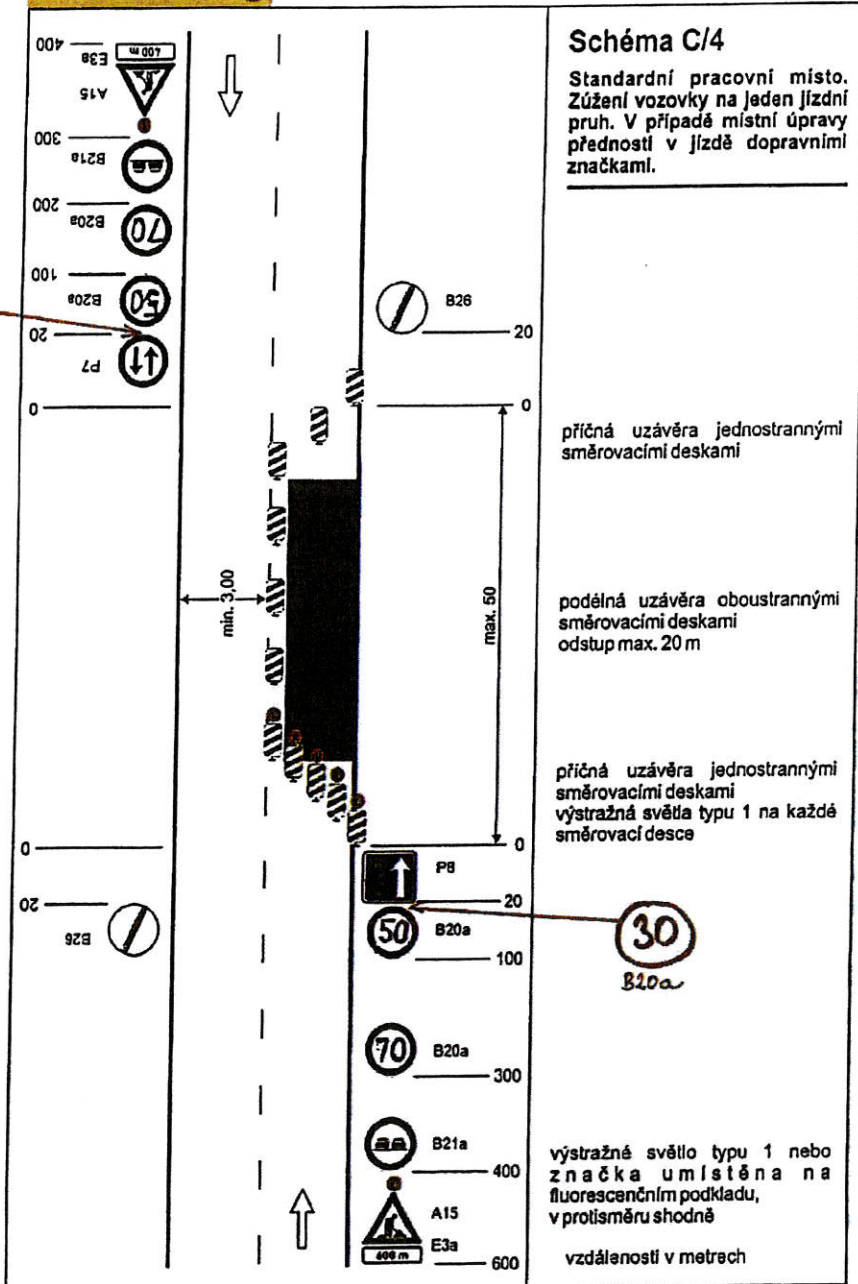 Schéma C/4
Standardní pracovní místo.
Zúžení vozovky na jeden jízdní
pruh. V případě místní úpravy
přednosti v jízdě dopravními
značkami.
400
E3a
400 m
A15
300
B21a
200
B20a
70
100
B20a
50
20
P7
0
B26
20
0
příčná uzávěra jednostrannými
směrovacími deskami
min. 3,00
max. 50
podélná uzávěra oboustrannými
směrovacími deskami
odstup max. 20 m
příčná uzávěra jednostrannými
směrovacími deskami
výstražná světla typu 1 na každé
směrovací desce
0
20
B26
0
P8
20
50
B20a
100
30
B20a
70
B20a
300
B21a
400
A15
E3a
600 m
600
výstražné světlo typu 1 nebo
značka umístěna na
fluorescenčním podkladu,
v protisměru shodně
vzdálenosti v metrech